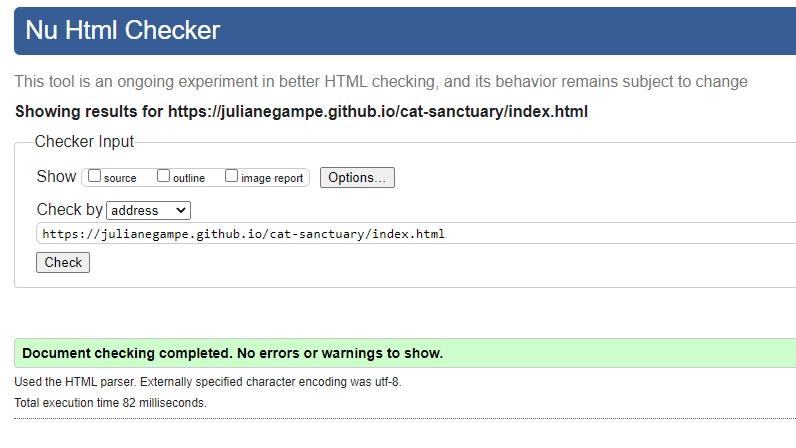 Nu Html Checker
This tool is an ongoing experiment in better HTML checking, and its behavior remains subject to change
Showing results for https://julianegampe.github.io/cat-sanctuary/index.html
Checker Input
Show source outline image report Options...
Check by address
https://julianegampe.github.io/cat-sanctuary/index.html
Check
Document checking completed. No errors or warnings to show.
Used the HTML parser. Externally specified character encoding was utf-8.
Total execution time 82 milliseconds.